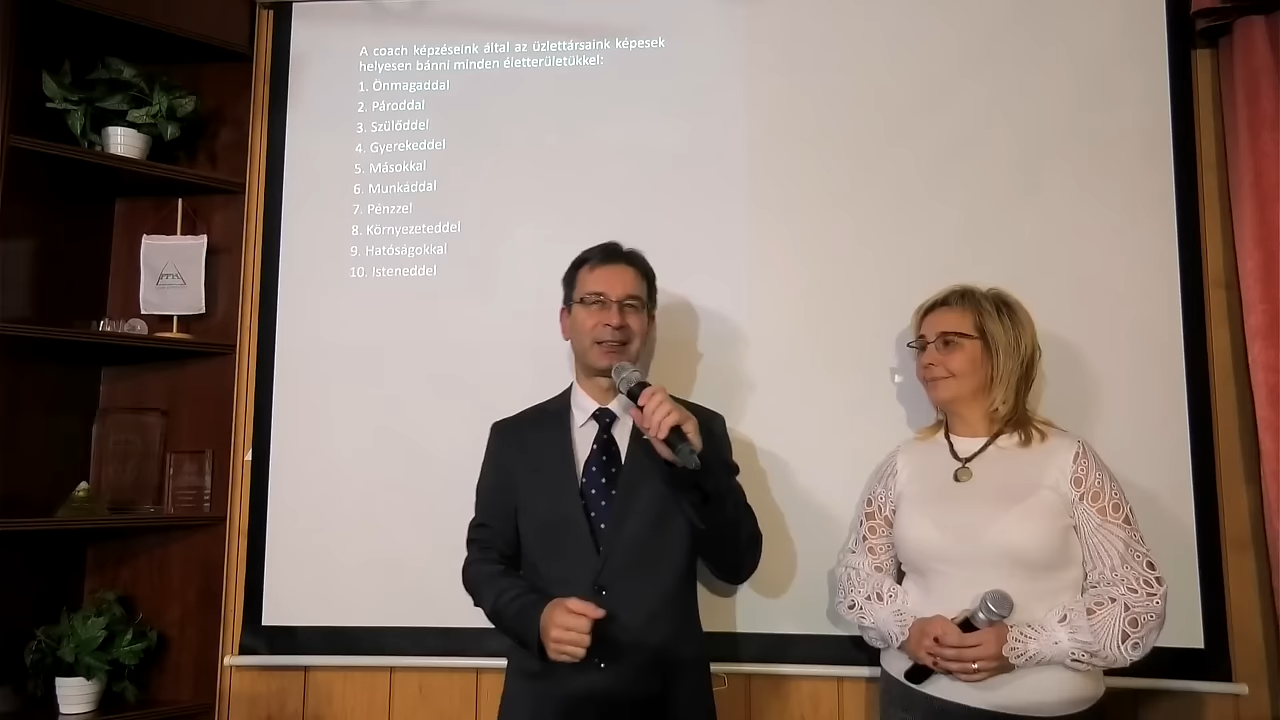 A coach képzéseink által az üzlettársaink képesek
helyesen bánni minden életterületükkel:
1. Önmagaddal
2. Pároddal
3. Szülőddel
4. Gyerekeddel
5. Másokkal
6. Munkáddal
7. Pénzzel
8. Környezeteddel
9. Hatóságokkal
10. Isteneddel